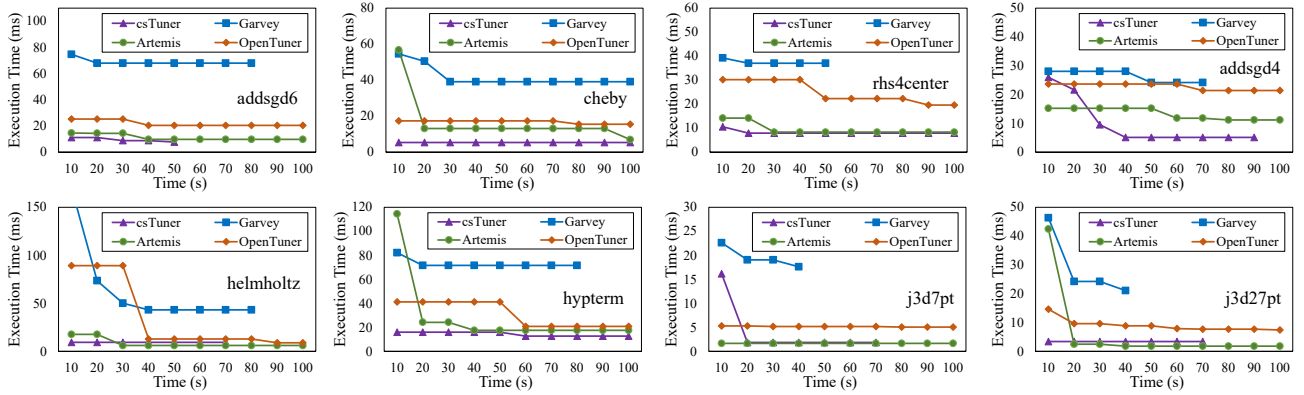 Execution Time (ms)
100
80
60
40
20
0
csTuner Garvey
Artemis OpenTuner
addsgd6
10 20 30 40 50 60 70 80 90 100
Time (s)
Execution Time (ms)
80
60
40
20
0
csTuner Garvey
Artemis OpenTuner
cheby
10 20 30 40 50 60 70 80 90 100
Time (s)
Execution Time (ms)
60
50
40
30
20
10
0
csTuner Garvey
Artemis OpenTuner
rhs4center
10 20 30 40 50 60 70 80 90 100
Time (s)
Execution Time (ms)
50
40
30
20
10
0
csTuner Garvey
Artemis OpenTuner
addsgd4
10 20 30 40 50 60 70 80 90 100
Time (s)
Execution Time (ms)
150
100
50
0
csTuner Garvey
Artemis OpenTuner
helmholtz
10 20 30 40 50 60 70 80 90 100
Time (s)
Execution Time (ms)
120
100
80
60
40
20
0
csTuner Garvey
Artemis OpenTuner
hypterm
10 20 30 40 50 60 70 80 90 100
Time (s)
Execution Time (ms)
30
25
20
15
10
5
0
csTuner Garvey
Artemis OpenTuner
j3d7pt
10 20 30 40 50 60 70 80 90 100
Time (s)
Execution Time (ms)
50
40
30
20
10
0
csTuner Garvey
Artemis OpenTuner
j3d27pt
10 20 30 40 50 60 70 80 90 100
Time (s)